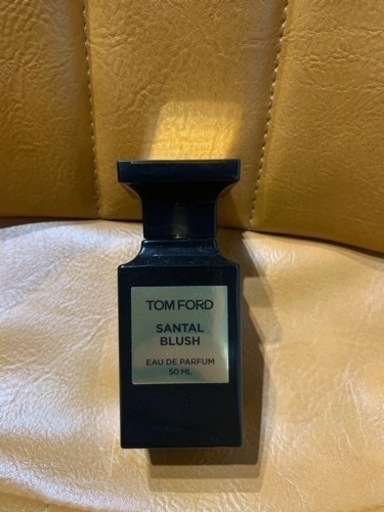 TOM FORD
SANTAL
BLUSH
EAU DE PARFUM
50 ML